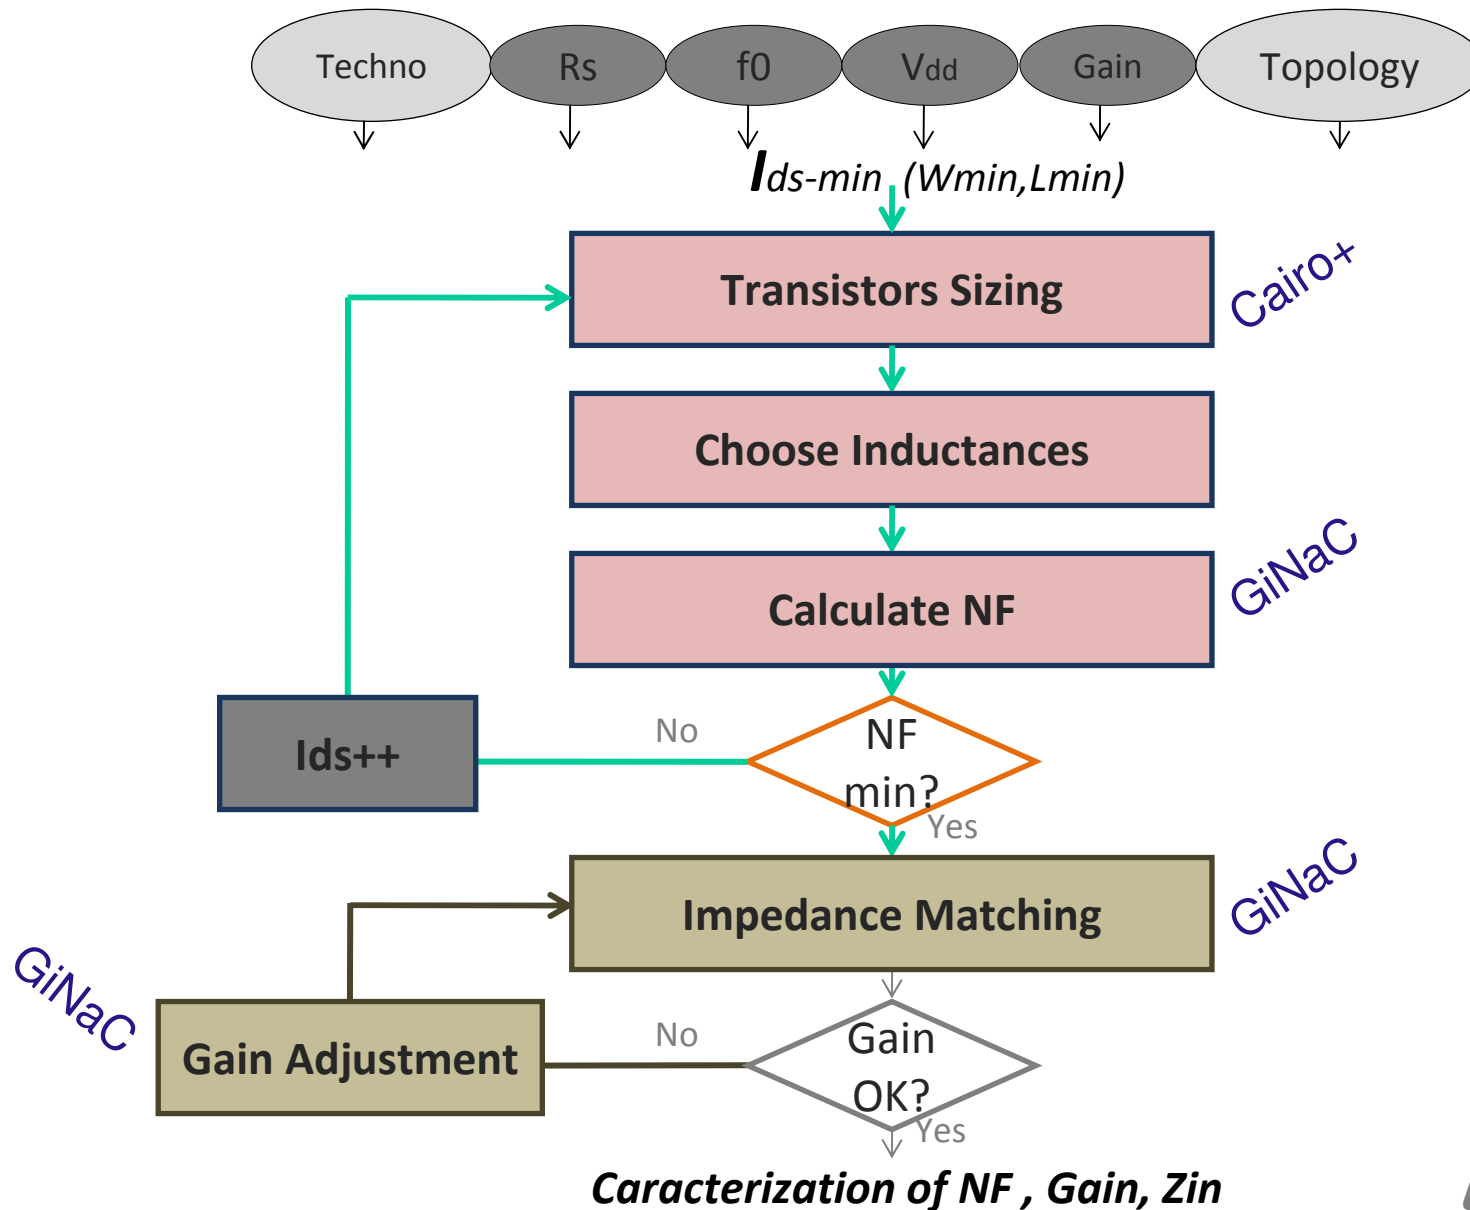 Techno Rs f0 Vdd Gain Topology
Ids-min (Wmin,Lmin)
Transistors Sizing
Cairo+
Choose Inductances
Calculate NF
GiNaC
Ids++
No
NF
min?
Yes
Impedance Matching
GiNaC
GiNaC
Gain Adjustment
No
Gain
OK?
Yes
Caracterization of NF , Gain, Zin